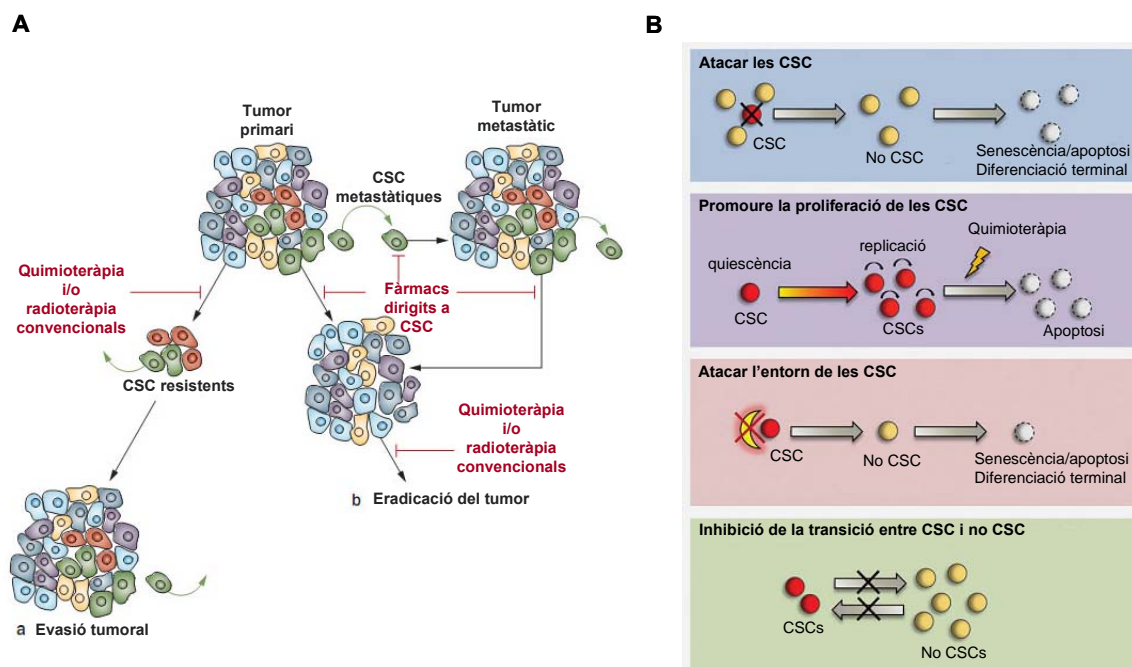 A
Tumor
primari
Tumor
metastàtic
CSC
metastàtiques
Quimioteràpia
i/o
radioteràpia
convencionals
Fàrmacs
dirigits a
CSC
CSC resistents
Quimioteràpia
i/o
radioteràpia
convencionals
b Eradicació del tumor
a Evasió tumoral
B
Atacar les CSC
CSC
No CSC
Senescència/apoptosi
Diferenciació terminal
Promoure la proliferació de les CSC
quiescència
replicació
Quimioteràpia
CSC
CSCs
Apoptosi
Atacar l’entorn de les CSC
CSC
No CSC
Senescència/apoptosi
Diferenciació terminal
Inhibició de la transició entre CSC i no CSC
CSCs
No CSCs